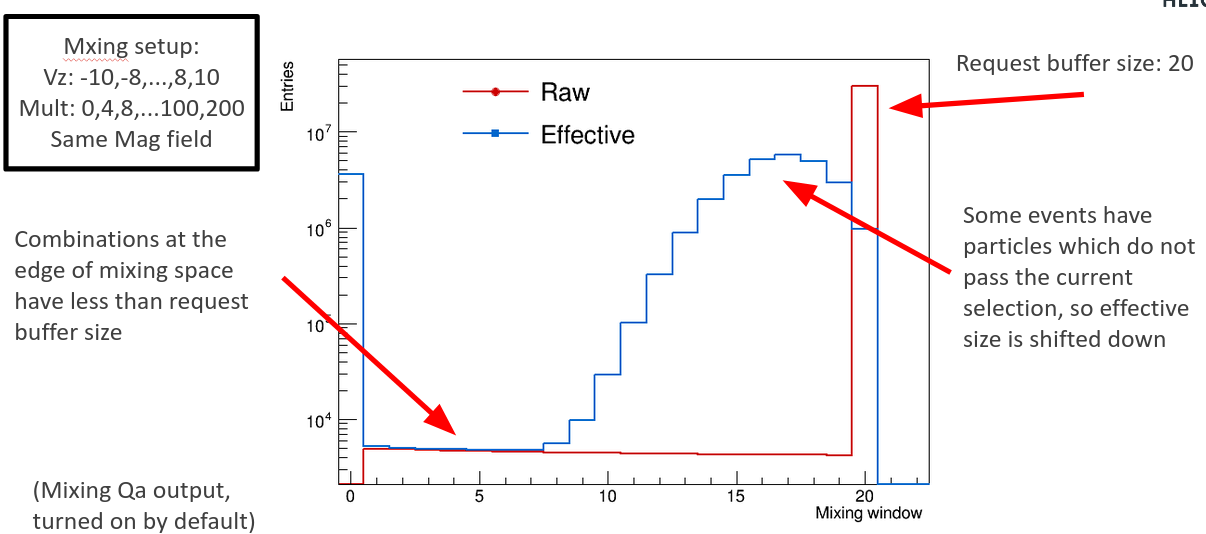 Mxing setup:
Vz: -10,-8,...,8,10
Mult: 0,4,8,...100,200
Same Mag field
Combinations at the
edge of mixing space
have less than request
buffer size
(Mixing Qa output,
turned on by default)
Entries
Raw
Effective
10⁷
10⁶
10⁴
0 5 10 15 20
Mixing window
Request buffer size: 20
Some events have
particles which do not
pass the current
selection, so effective
size is shifted down